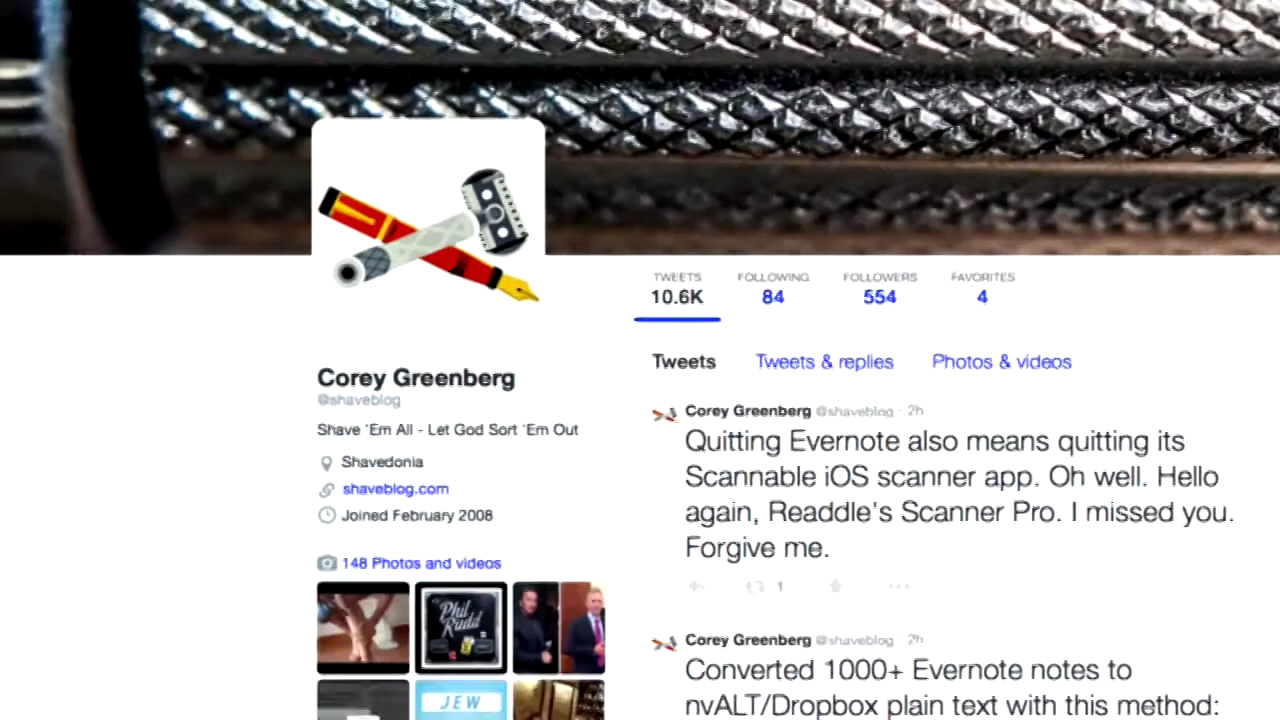 TWEETS FOLLOWING FOLLOWERS FAVORITES
10.6K 84 554 4
Tweets Tweets & replies Photos & videos
Corey Greenberg
@shaveblog
Shave 'Em All - Let God Sort 'Em Out
Shavedonia
shaveblog.com
Joined February 2008
148 Photos and videos
Phil
Rudd
JEW
Corey Greenberg @shaveblog · 2h
Quitting Evernote also means quitting its
Scannable iOS scanner app. Oh well. Hello
again, Readdle's Scanner Pro. I missed you.
Forgive me.
1
Corey Greenberg @shaveblog · 2h
Converted 1000+ Evernote notes to
nvALT/Dropbox plain text with this method: